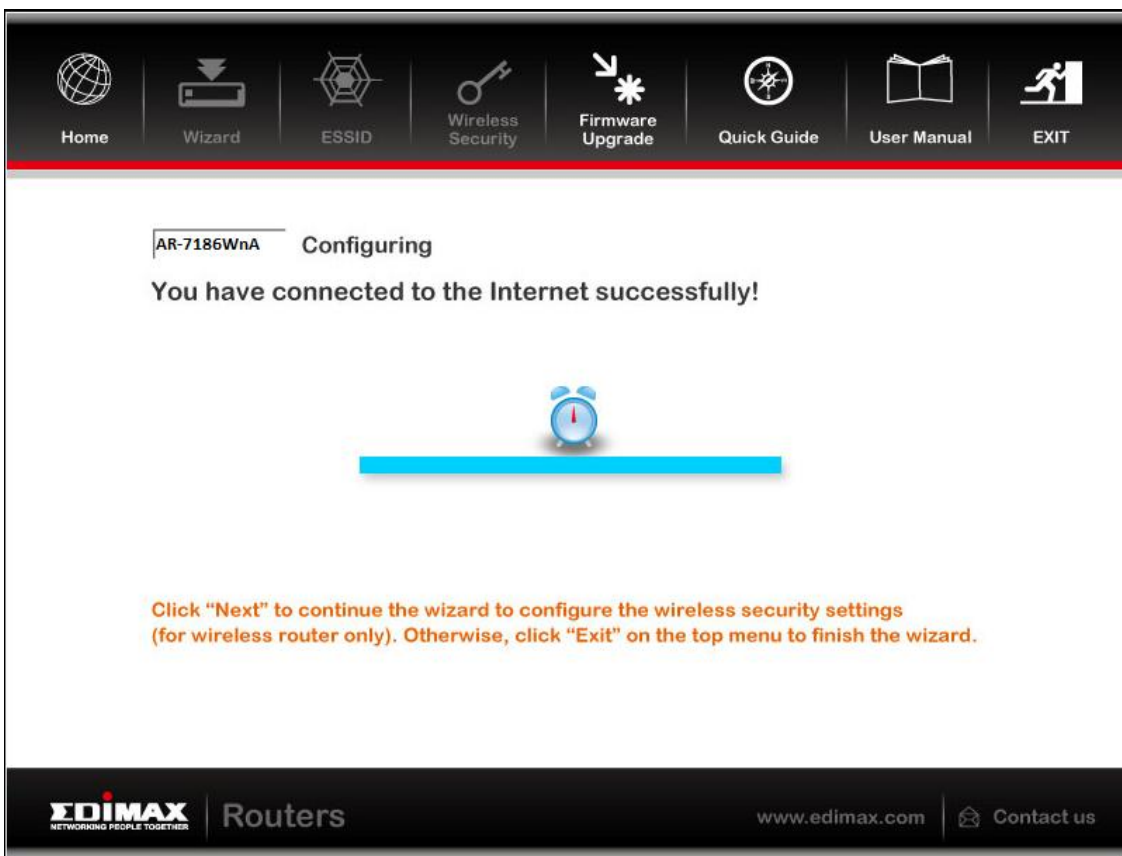 Home
Wizard
ESSID
Wireless
Security
Firmware
Upgrade
Quick Guide
User Manual
EXIT
AR-7186WnA Configuring
You have connected to the Internet successfully!
Click “Next” to continue the wizard to configure the wireless security settings
(for wireless router only). Otherwise, click “Exit” on the top menu to finish the wizard.
EDIMAX
NETWORKING PEOPLE TOGETHER
Routers
www.edimax.com
Contact us